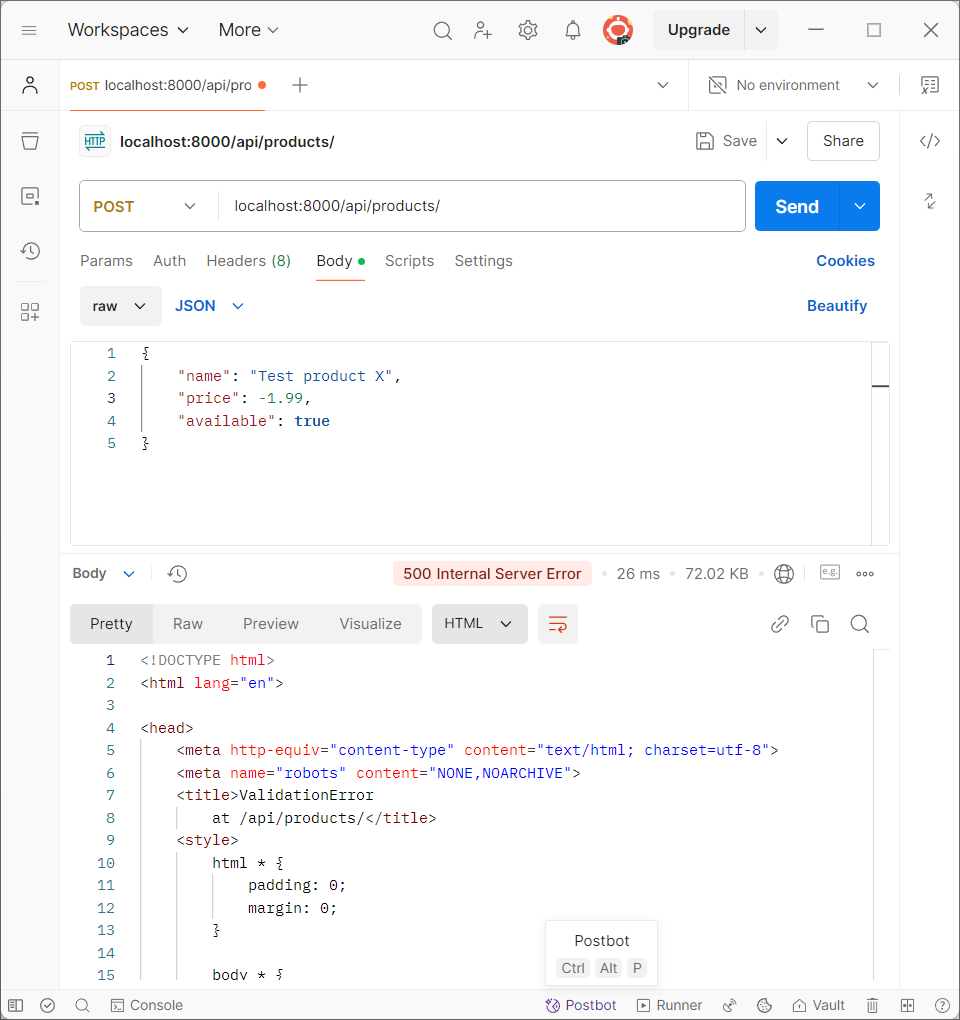 Workspaces More Upgrade
POST localhost:8000/api/pro No environment
HTTP localhost:8000/api/products/ Save Share
POST localhost:8000/api/products/ Send
Params Auth Headers (8) Body Scripts Settings Cookies
raw JSON Beautify
1 {
2 "name": "Test product X",
3 "price": -1.99,
4 "available": true
5 }
Body 500 Internal Server Error 26 ms 72.02 KB e.g.
Pretty Raw Preview Visualize HTML
1 <!DOCTYPE html>
2 <html lang="en">
3
4 <head>
5 <meta http-equiv="content-type" content="text/html; charset=utf-8">
6 <meta name="robots" content="NONE,NOARCHIVE">
7 <title>ValidationError
8 at /api/products/</title>
9 <style>
10 html * {
11 padding: 0;
12 margin: 0;
13 }
14
15 body * {
Postbot
Ctrl Alt P
Console Postbot Runner Vault